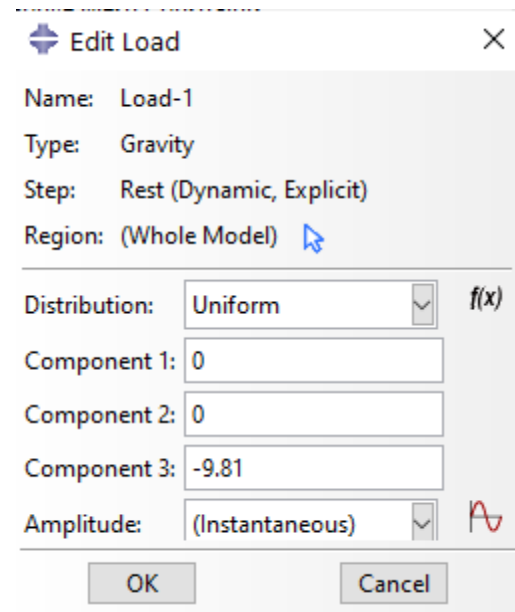 Edit Load
Name: Load-1
Type: Gravity
Step: Rest (Dynamic, Explicit)
Region: (Whole Model)
Distribution: Uniform f(x)
Component 1: 0
Component 2: 0
Component 3: -9.81
Amplitude: (Instantaneous)
OK Cancel